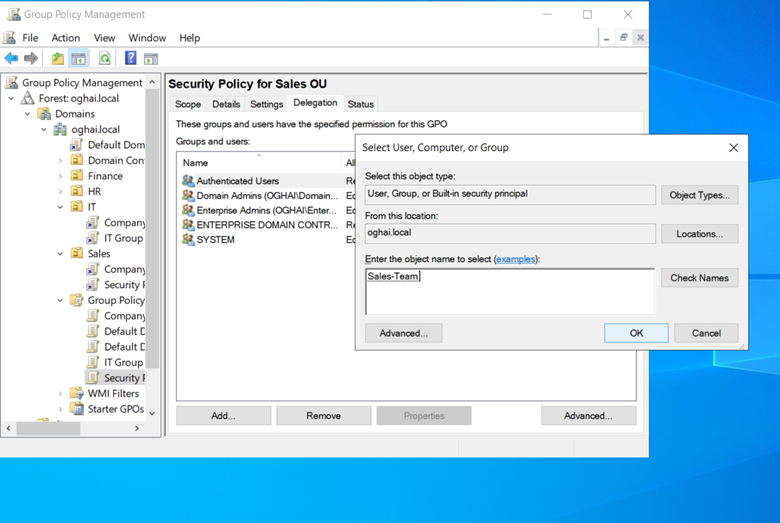 Group Policy Management
File Action View Window Help
Group Policy Management
Forest: oghai.local
Domains
oghai.local
Default Dom
Domain Con
Finance
HR
IT
Company
IT Group
Sales
Company
Security P
Group Policy
Company
Default D
Default D
IT Group
Security P
WMI Filters
Starter GPOs
Security Policy for Sales OU
Scope Details Settings Delegation Status
These groups and users have the specified permission for this GPO
Groups and users:
Name
Authenticated Users Re
Domain Admins (OGHAI\Domain... Ed
Enterprise Admins (OGHAI\Enter... Ed
ENTERPRISE DOMAIN CONTR... Re
SYSTEM Ed
Add... Remove Properties Advanced...
Select User, Computer, or Group
Select this object type:
User, Group, or Built-in security principal Object Types...
From this location:
oghai.local Locations...
Enter the object name to select (examples):
Sales-Team Check Names
Advanced... OK Cancel